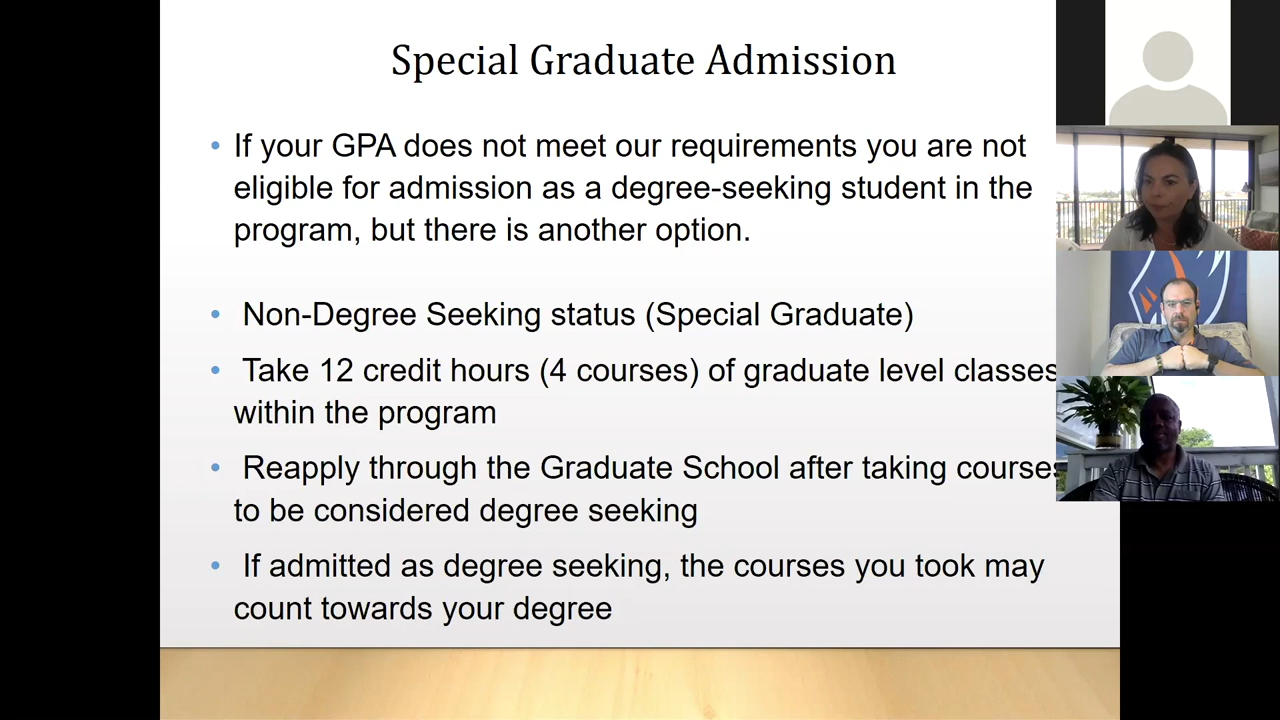 Special Graduate Admission
• If your GPA does not meet our requirements you are not
eligible for admission as a degree-seeking student in the
program, but there is another option.
• Non-Degree Seeking status (Special Graduate)
• Take 12 credit hours (4 courses) of graduate level classes
within the program
• Reapply through the Graduate School after taking courses
to be considered degree seeking
• If admitted as degree seeking, the courses you took may
count towards your degree